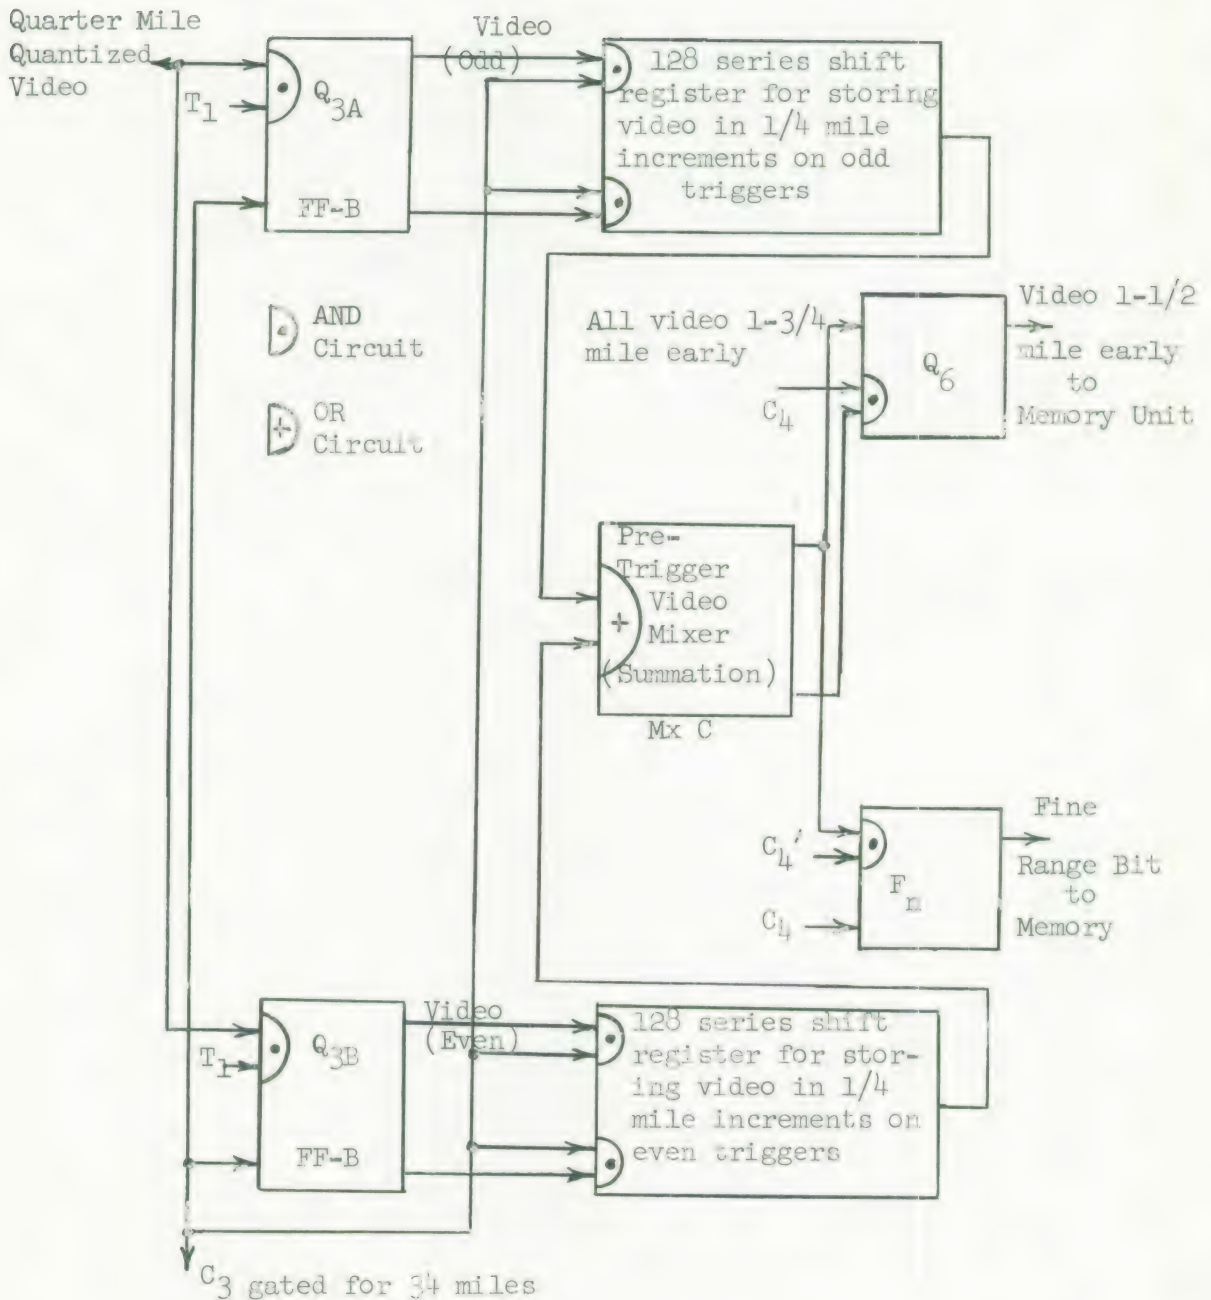 Quarter Mile
Quantized
Video
T1
Q3A
FF-B
Video
(Odd)
128 series shift
register for storing
video in 1/4 mile
increments on odd
triggers
AND
Circuit
OR
Circuit
All video 1-3/4
mile early
C4
Q6
Video 1-1/2
mile early
to
Memory Unit
Pre-
Trigger
Video
Mixer
(Summation)
Mx C
C4'
C4
Fn
Fine
Range Bit
to
Memory
T1
Q3B
FF-B
Video
(Even)
128 series shift
register for stor-
ing video in 1/4
mile increments on
even triggers
C3 gated for 34 miles